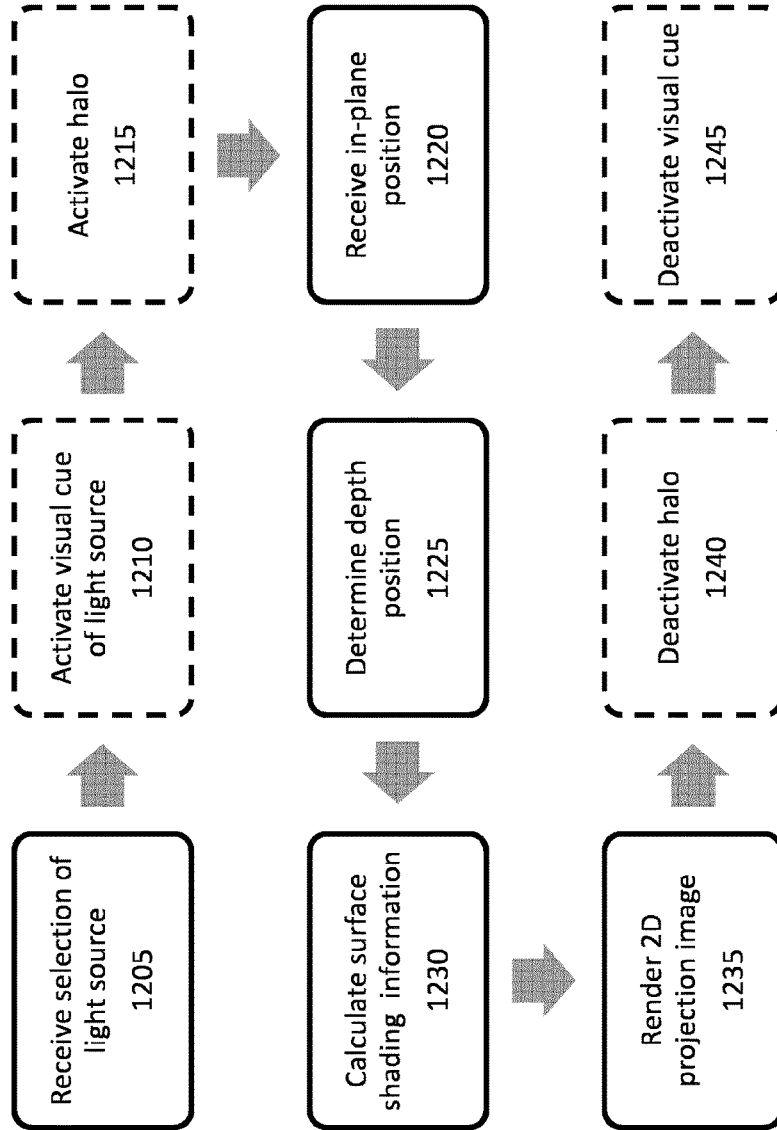 Receive selection of
light source
1205
Activate visual cue
of light source
1210
Activate halo
1215
Receive in-plane
position
1220
Determine depth
position
1225
Calculate surface
shading information
1230
Render 2D
projection image
1235
Deactivate halo
1240
Deactivate visual cue
1245